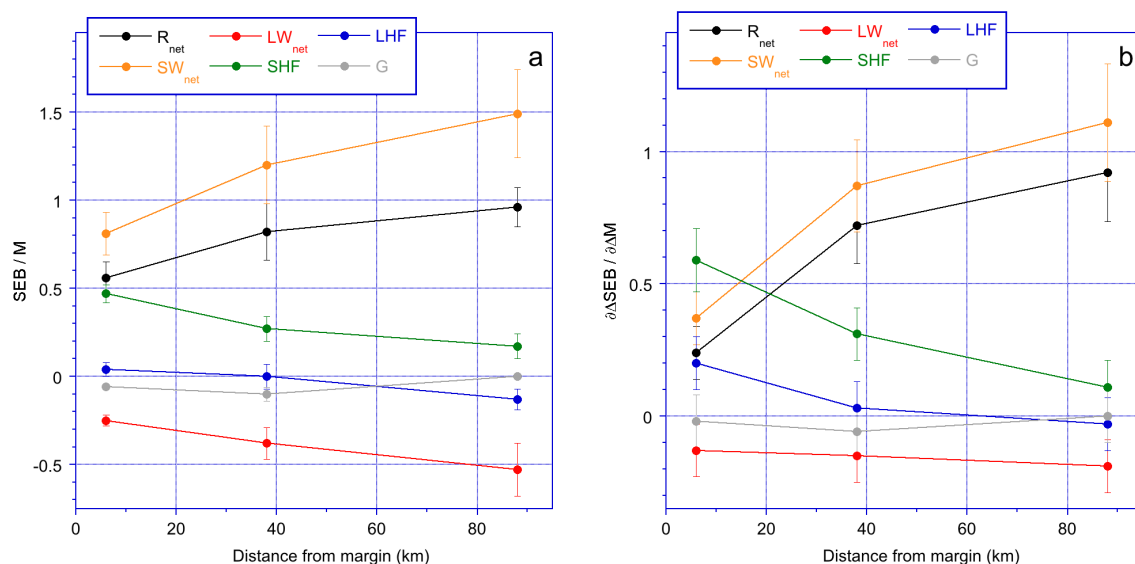 R net LW net LHF
SW net SHF G
a
1.5
1
0.5
0
-0.5
SEB / M
0 20 40 60 80
Distance from margin (km)
R net LW net LHF
SW net SHF G
b
1
0.5
0
∂ΔSEB / ∂ΔM
0 20 40 60 80
Distance from margin (km)